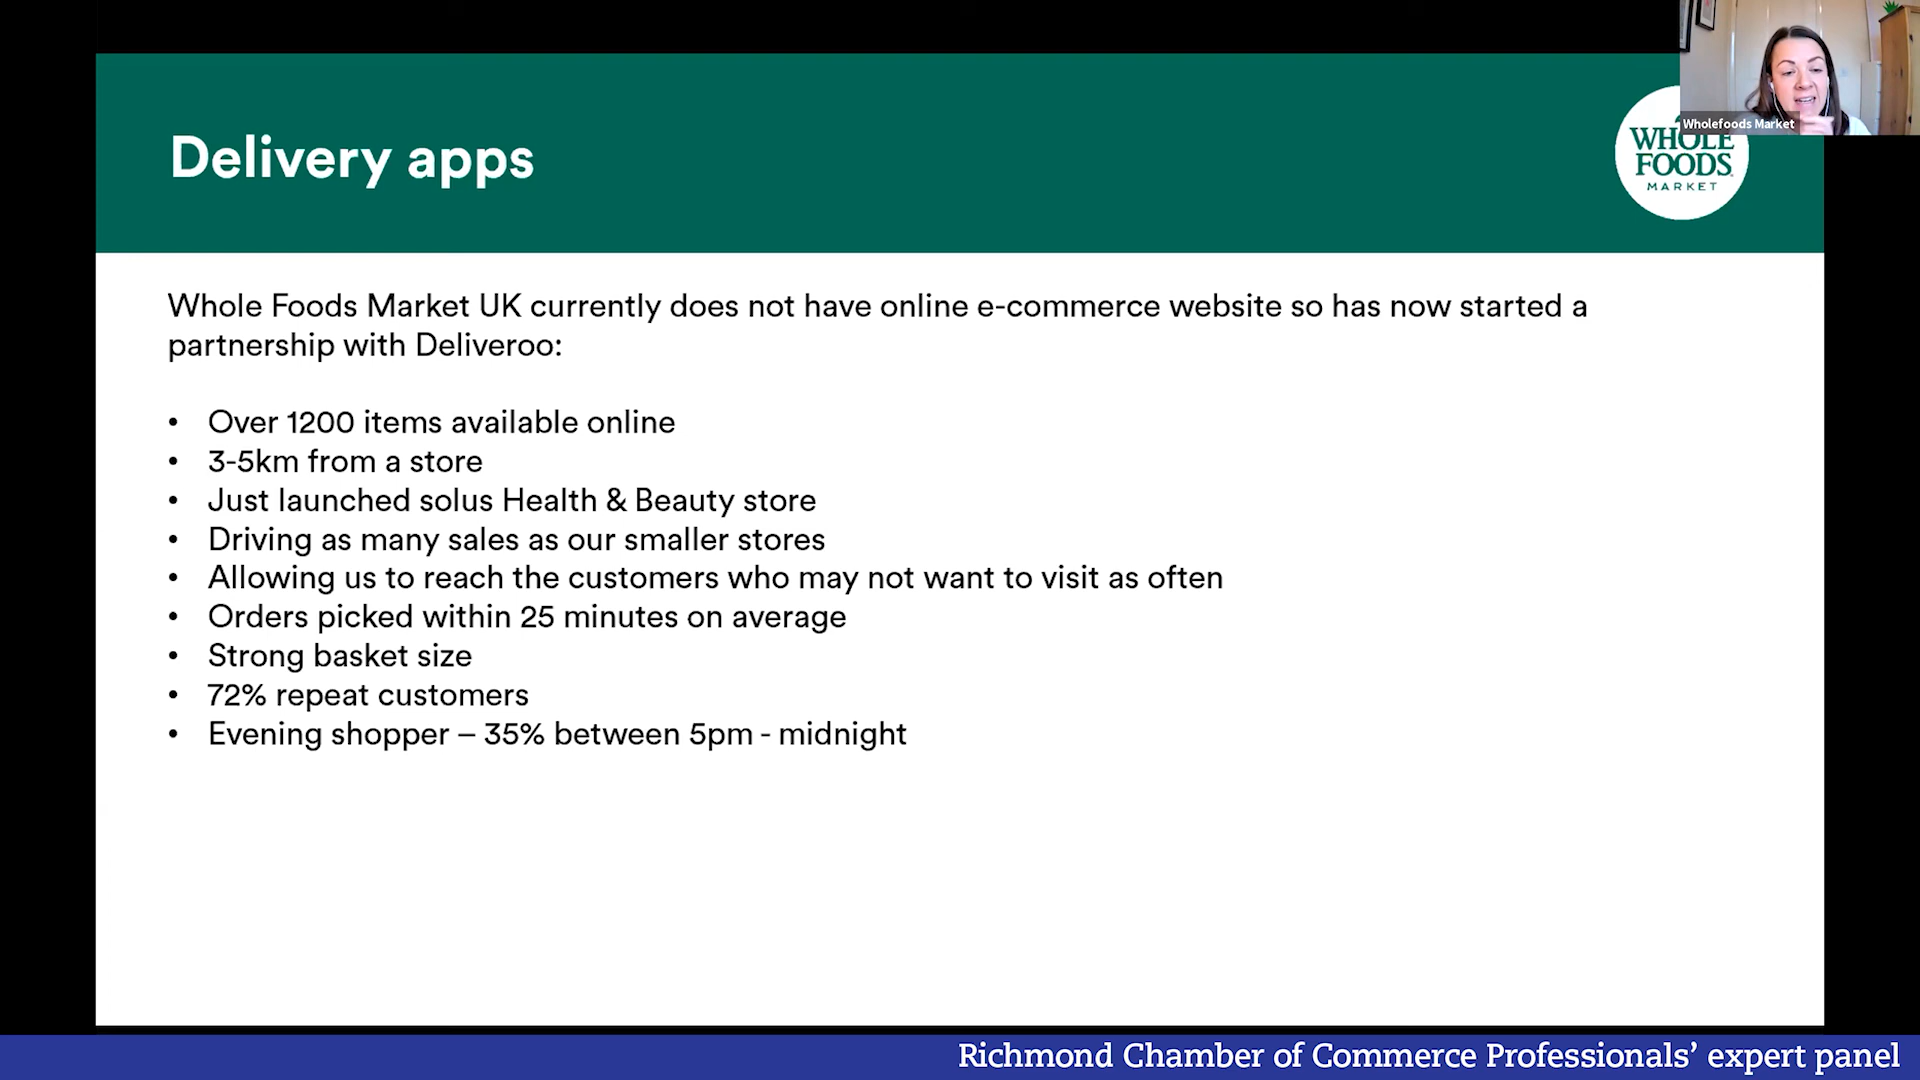 Delivery apps
Wholefoods Market
WHOLE
FOODS
MARKET
Whole Foods Market UK currently does not have online e-commerce website so has now started a
partnership with Deliveroo:
• Over 1200 items available online
• 3-5km from a store
• Just launched solus Health & Beauty store
• Driving as many sales as our smaller stores
• Allowing us to reach the customers who may not want to visit as often
• Orders picked within 25 minutes on average
• Strong basket size
• 72% repeat customers
• Evening shopper – 35% between 5pm - midnight
Richmond Chamber of Commerce Professionals’ expert panel